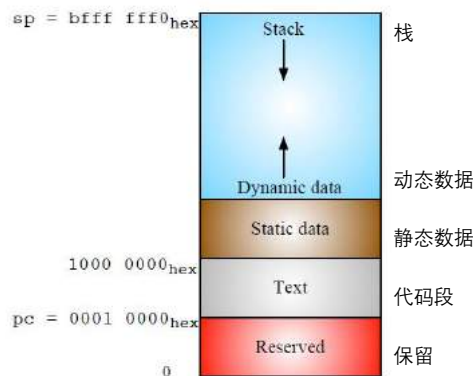 sp = bfff fff0hex
Stack
栈
Dynamic data
动态数据
Static data
静态数据
1000 0000hex
Text
代码段
pc = 0001 0000hex
Reserved
保留
0